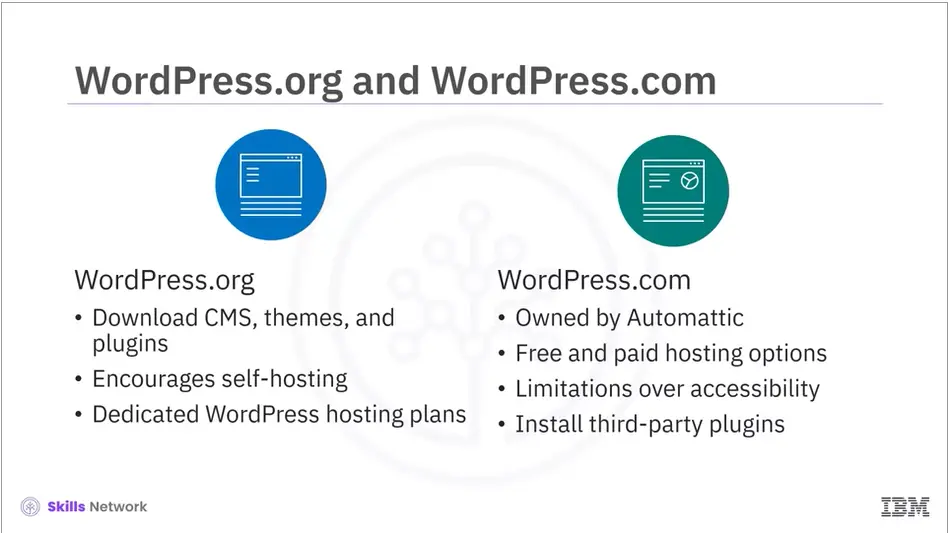 WordPress.org and WordPress.com
WordPress.org
• Download CMS, themes, and
plugins
• Encourages self-hosting
• Dedicated WordPress hosting plans
WordPress.com
• Owned by Automattic
• Free and paid hosting options
• Limitations over accessibility
• Install third-party plugins
Skills Network
IBM